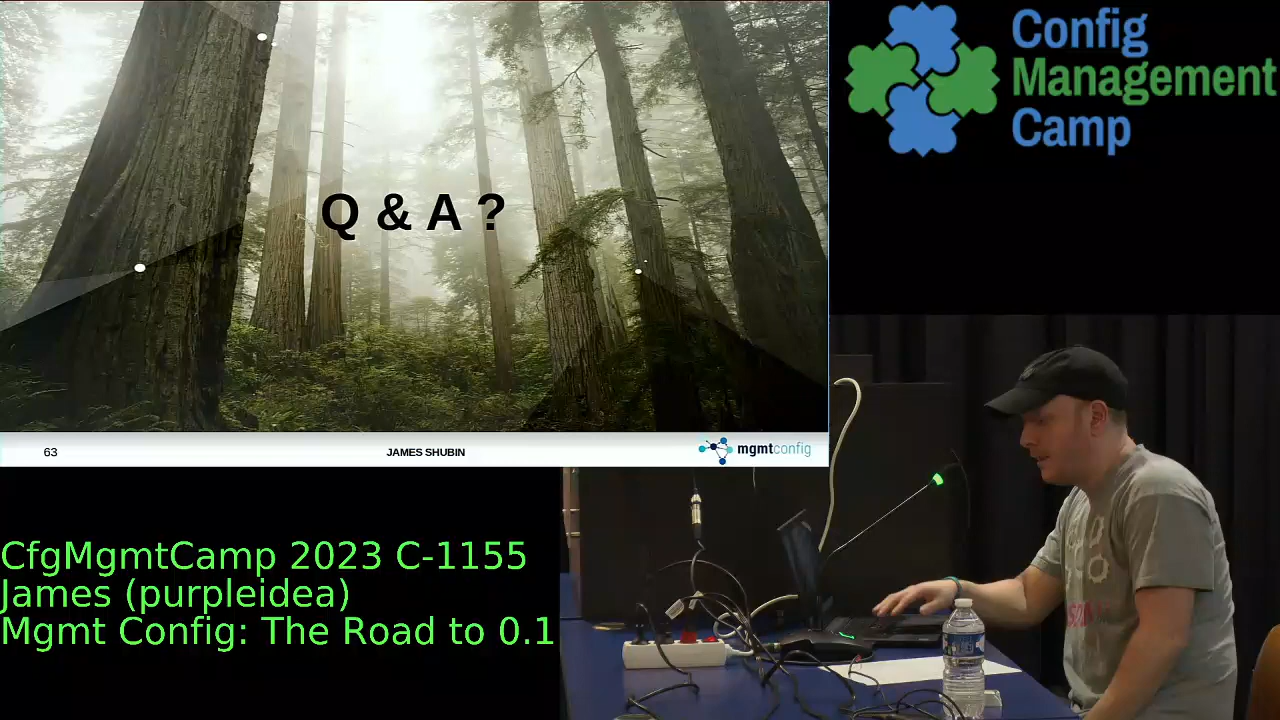 Q & A ?
63
JAMES SHUBIN
mgmtconfig
Config
Management
Camp
CfgMgmtCamp 2023 C-1155
James (purpleidea)
Mgmt Config: The Road to 0.1